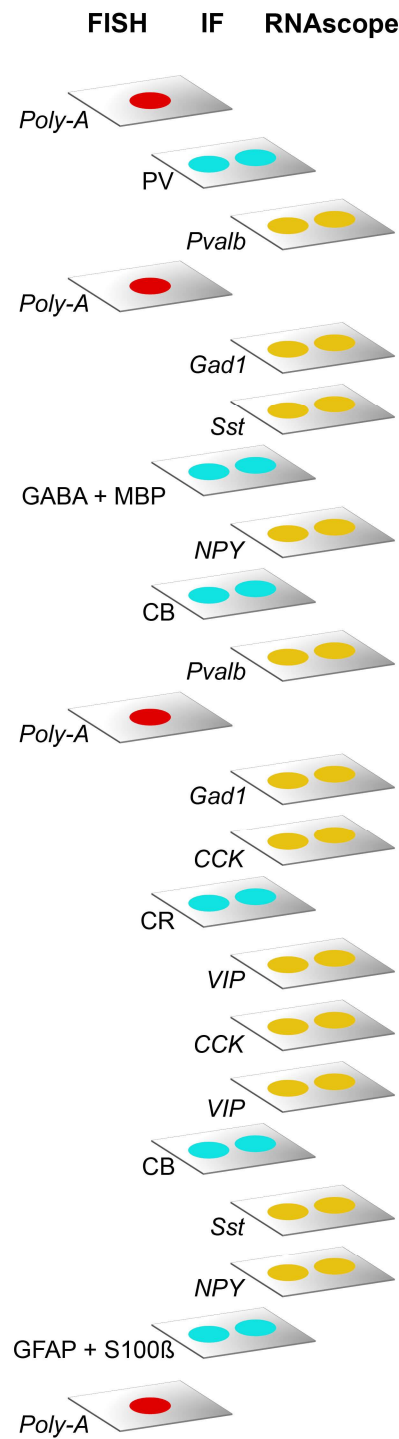 FISH IF RNAscope
Poly-A
PV
Pvalb
Poly-A
Gad1
Sst
GABA + MBP
NPY
CB
Pvalb
Poly-A
Gad1
CCK
CR
VIP
CCK
VIP
CB
Sst
NPY
GFAP + S100ß
Poly-A